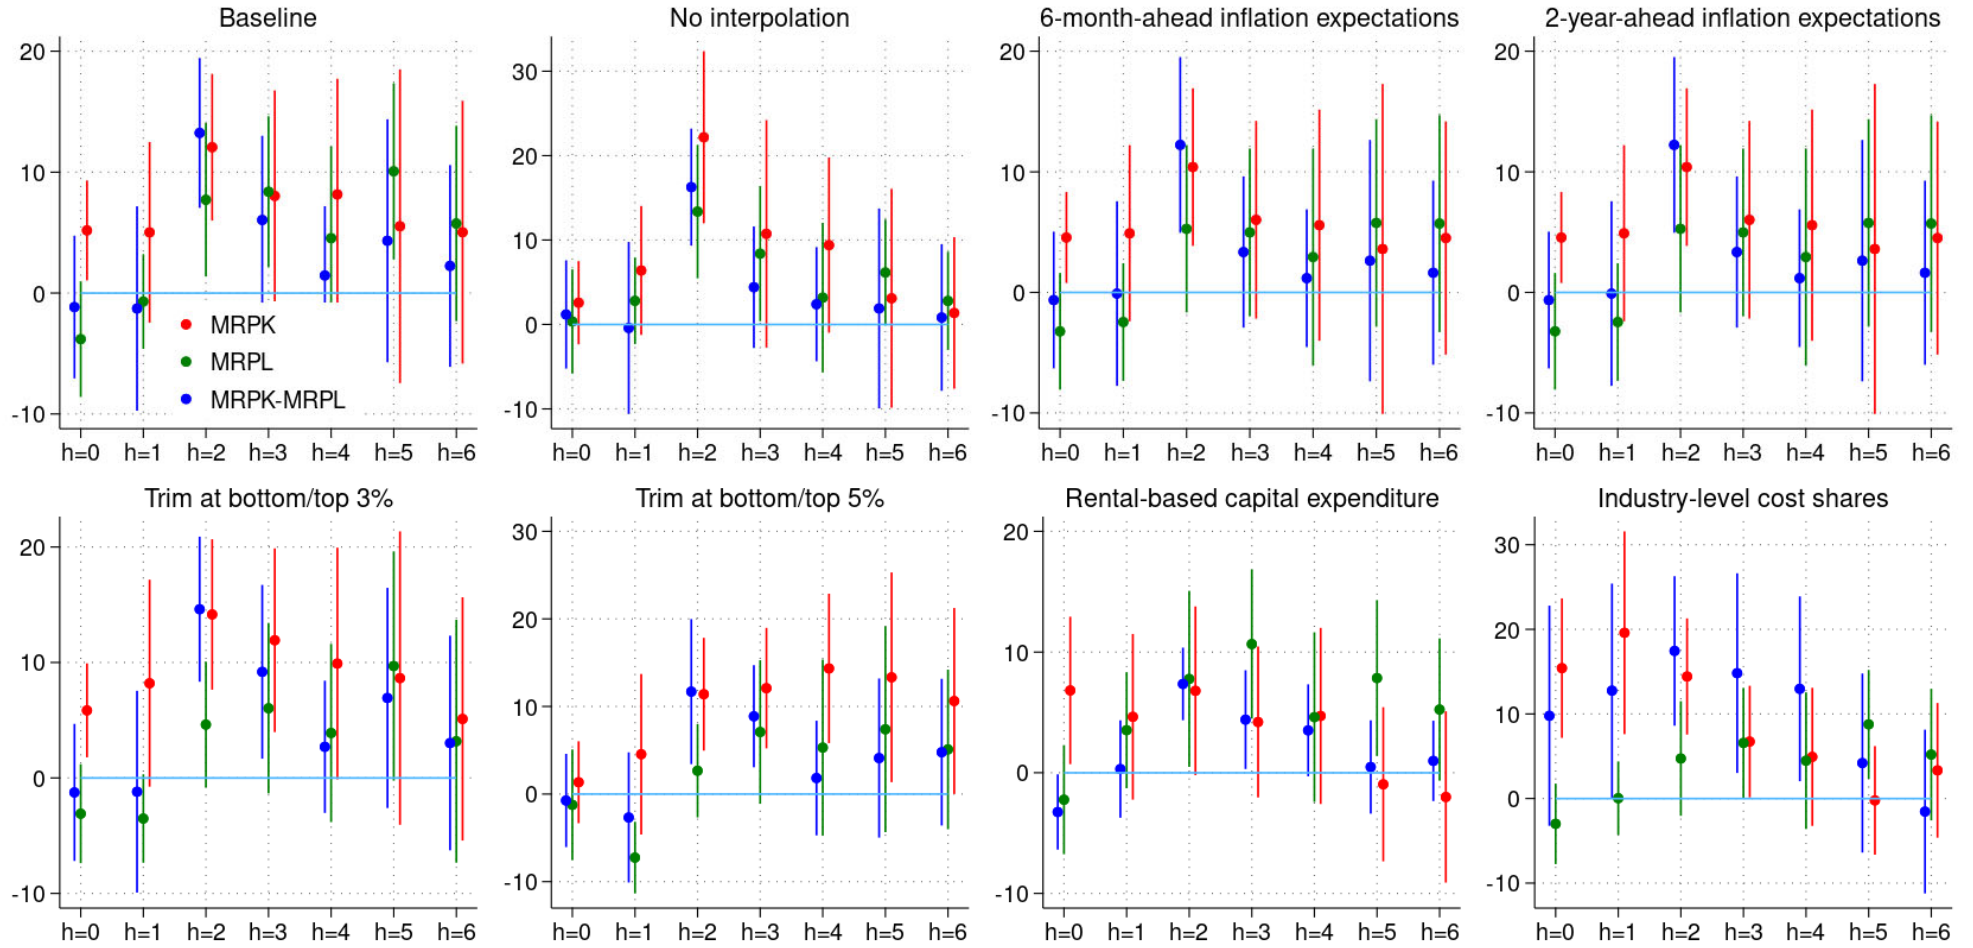 Baseline
20
10
0
-10
MRPK
MRPL
MRPK-MRPL
h=0 h=1 h=2 h=3 h=4 h=5 h=6
No interpolation
30
20
10
0
-10
h=0 h=1 h=2 h=3 h=4 h=5 h=6
6-month-ahead inflation expectations
20
10
0
-10
h=0 h=1 h=2 h=3 h=4 h=5 h=6
2-year-ahead inflation expectations
20
10
0
-10
h=0 h=1 h=2 h=3 h=4 h=5 h=6
Trim at bottom/top 3%
20
10
0
-10
h=0 h=1 h=2 h=3 h=4 h=5 h=6
Trim at bottom/top 5%
30
20
10
0
-10
h=0 h=1 h=2 h=3 h=4 h=5 h=6
Rental-based capital expenditure
20
10
0
-10
h=0 h=1 h=2 h=3 h=4 h=5 h=6
Industry-level cost shares
30
20
10
0
-10
h=0 h=1 h=2 h=3 h=4 h=5 h=6